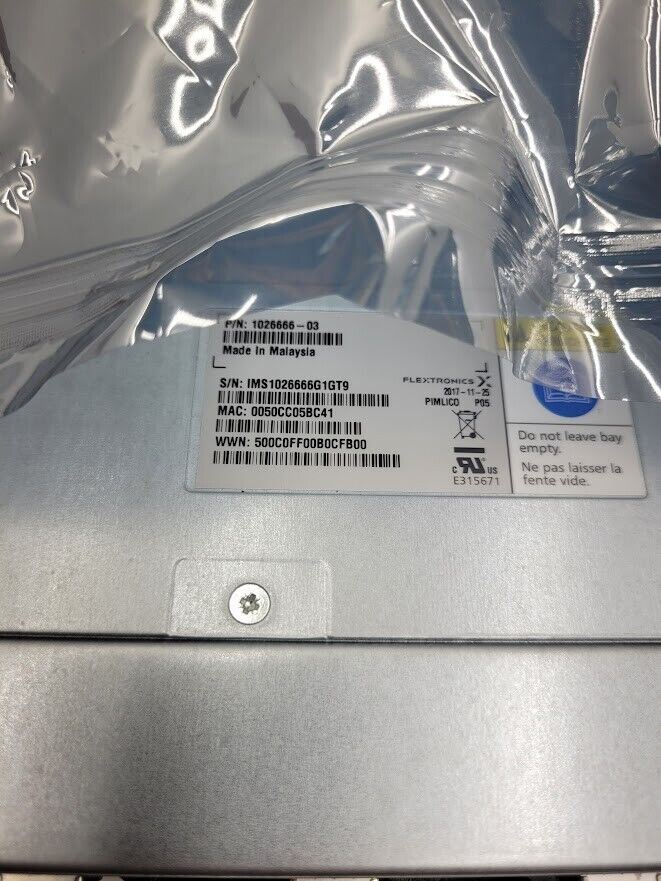 P/N: 1026666-03
Made in Malaysia
S/N: IMS1026666G1GT9
FLEXTRONICS
2017-11-25
MAC: 0050CC05BC41
PIMLICO P05
WWN: 500C0FF00B0CFB00
C US
E315671
Do not leave bay
empty.
Ne pas laisser la
fente vide.